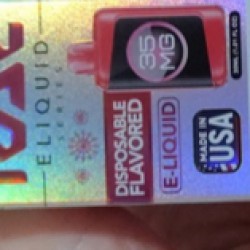 ELIQUID
SERIES
35
MG
DISPOSABLE
FLAVORED
E-LIQUID
MADE IN
USA